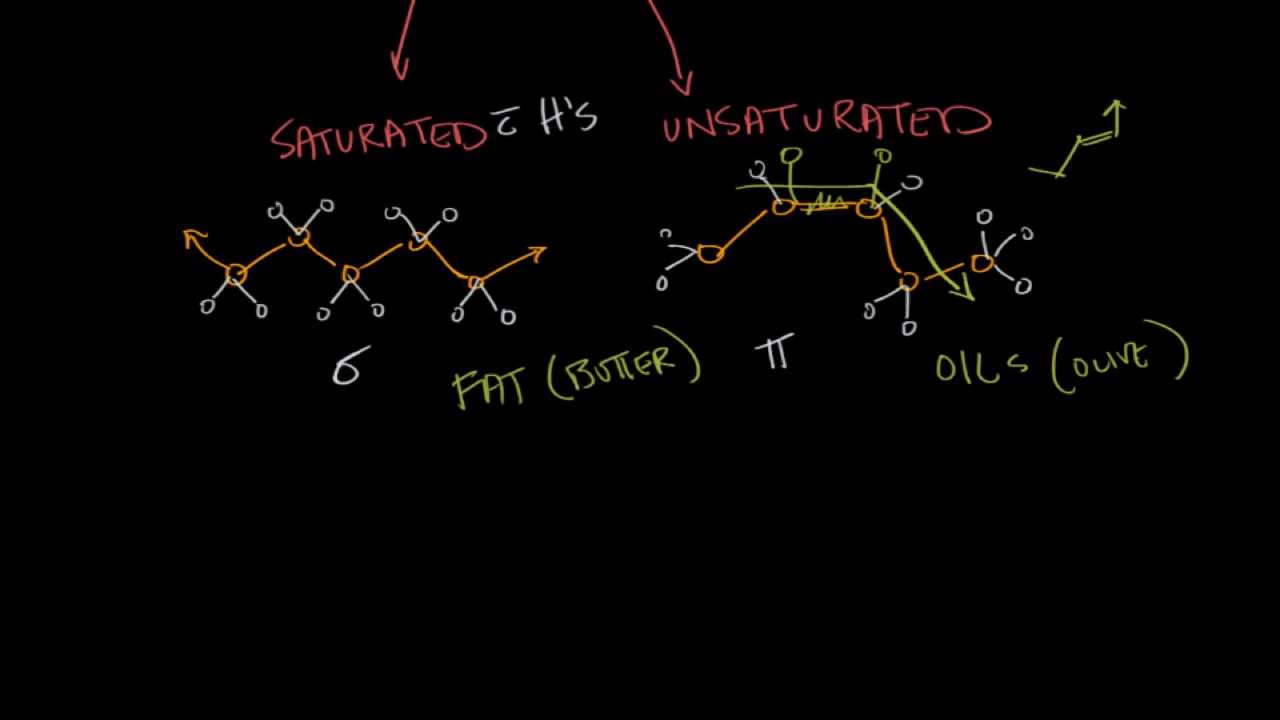 SATURATED c̄ H's
UNSATURATED
σ
FAT (BUTTER)
π
OILS (OLIVE)